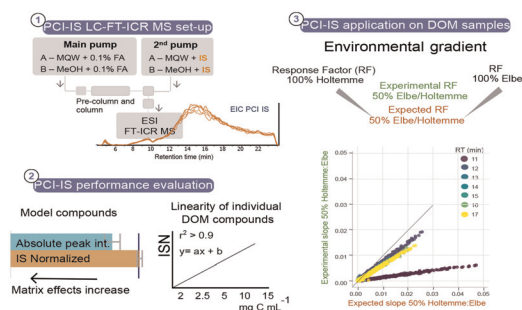 1 PCI-IS LC-FT-ICR MS set-up
Main pump
A – MQW + 0.1% FA
B – MeOH + 0.1% FA
2nd pump
A – MQW + IS
B – MeOH + IS
Pre-column and
column
ESI
FT-ICR MS
EIC PCI IS
4 6 8 10 12 14 16 18 20 22
Retention time (min)
2 PCI-IS performance evaluation
Model compounds
Absolute peak int.
IS Normalized
Matrix effects increase
Linearity of individual
DOM compounds
ISN
r² > 0.9
y= ax + b
2 2.5 5 10 15
mg C mL -1
3 PCI-IS application on DOM samples
Environmental gradient
Response Factor (RF)
100% Holtemme
RF
100% Elbe
Experimental RF
50% Elbe/Holtemme
Expected RF
50% Elbe/Holtemme
Experimental slope 50% Holtemme:Elbe
0.05
0.04
0.03
0.02
0.01
0.00
RT (min)
11
12
13
14
15
16
17
0.00 0.01 0.02 0.03 0.04 0.05
Expected slope 50% Holtemme:Elbe